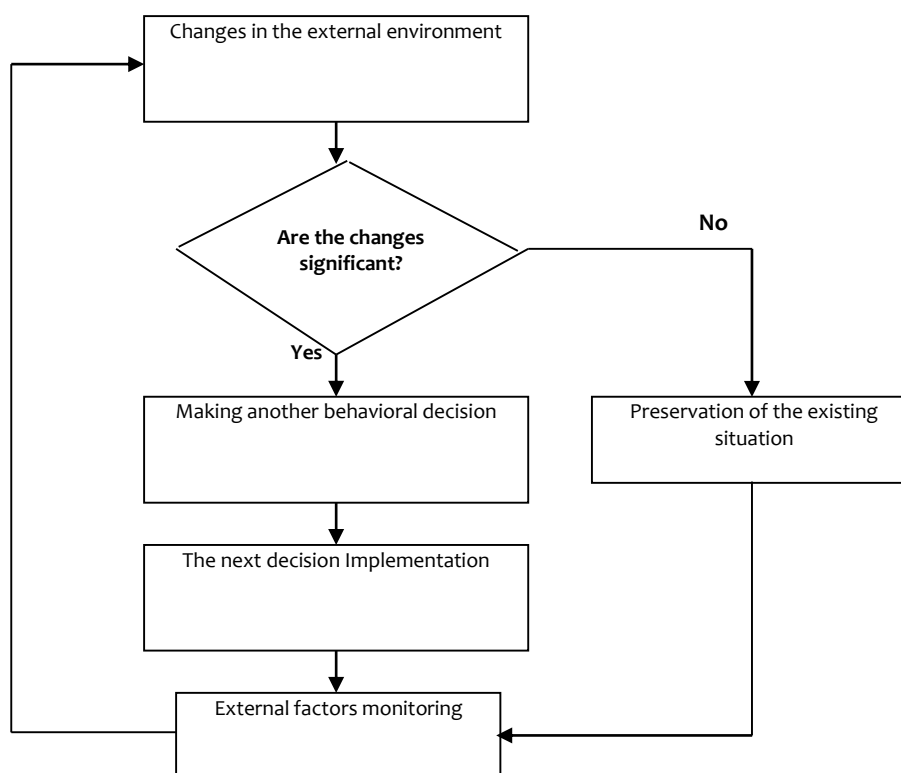 Changes in the external environment
No
Are the changes
significant?
Yes
Making another behavioral decision
Preservation of the existing
situation
The next decision Implementation
External factors monitoring